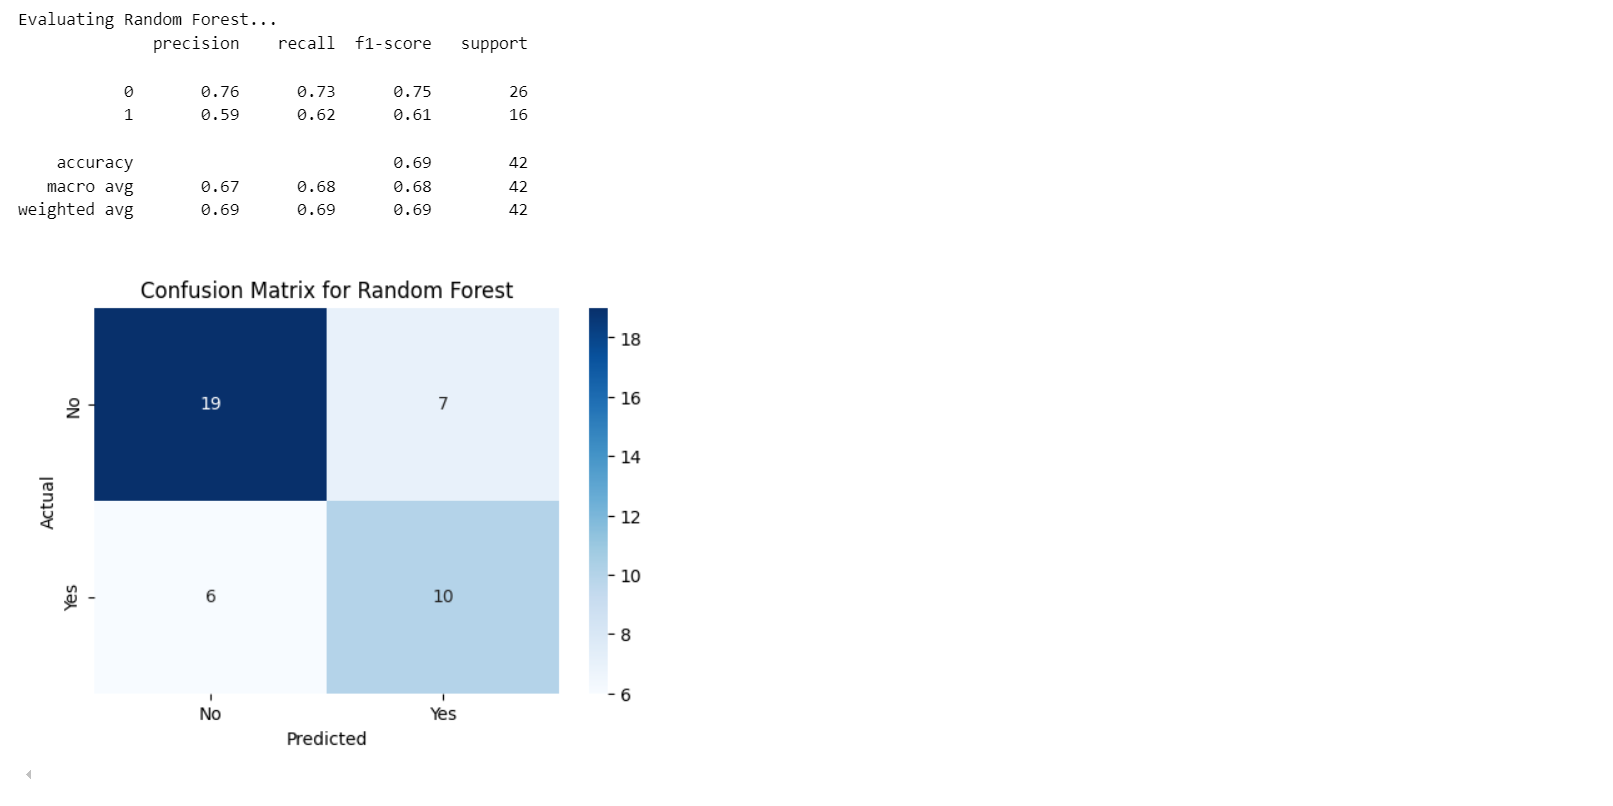 Evaluating Random Forest...
precision recall f1-score support
0 0.76 0.73 0.75 26
1 0.59 0.62 0.61 16
accuracy 0.69 42
macro avg 0.67 0.68 0.68 42
weighted avg 0.69 0.69 0.69 42
Confusion Matrix for Random Forest
19 7
6 10
No
Yes
Actual
No Yes
Predicted
18
16
14
12
10
8
6